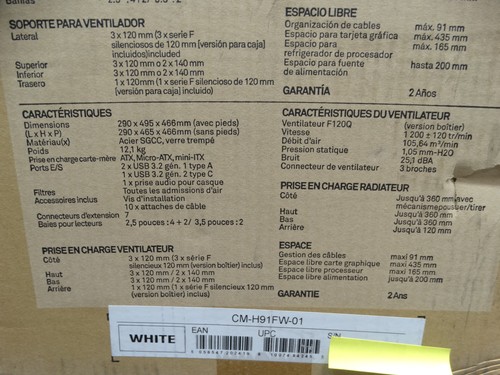 SOPORTE PARA VENTILADOR
Lateral 3 x 120 mm (3 x serie F
silenciosos de 120 mm [versión para caja]
incluidos)included)
Superior 3 x 120 mm o 2 x 140 mm
Inferior 3 x 120 mm o 2 x 140 mm
Trasero 1 x 120 mm (1 x serie F silencioso de 120 mm
[versión para caja] incluido)
ESPACIO LIBRE
Organización de cables máx. 91 mm
Espacio para tarjeta gráfica máx. 435 mm
Espacio para máx. 165 mm
refrigerador de procesador
Espacio para fuente hasta 200 mm
de alimentación
GARANTÍA 2 Años
CARACTÉRISTIQUES
Dimensions 290 x 495 x 466mm (avec pieds)
(L x H x P) 290 x 465 x 466mm (sans pieds)
Matériau(x) Acier SGCC, verre trempé
Poids 12,1 kg
Prise en charge carte-mère ATX, Micro-ATX, mini-ITX
Ports E/S 2 x USB 3.2 gén. 1 type A
1 x USB 3.2 gén. 2 type C
1 x prise audio pour casque
Filtres Toutes les admissions d'air
Accessoires inclus Vis d'installation
10 x attaches de câble
Connecteurs d'extension 7
Baies pour lecteurs 2,5 pouces : 4 + 2 / 3,5 pouces : 2
CARACTÉRISTIQUES DU VENTILATEUR
Ventilateur F120Q (version boîtier)
Vitesse 1 200 ± 120 tr/min
Débit d'air 105,64 m³/min
Pression statique 1,05 mm-H2O
Bruit 25,1 dBA
Connecteur de ventilateur 3 broches
PRISE EN CHARGE RADIATEUR
Côté Jusqu'à 360 mm avec
mécanisme pousser/tirer
Haut Jusqu'à 360 mm
Bas Jusqu'à 360 mm
Arrière Jusqu'à 120 mm
PRISE EN CHARGE VENTILATEUR
Côté 3 x 120 mm (3 x série F
silencieux 120 mm (version boîtier) inclus)
Haut 3 x 120 mm / 2 x 140 mm
Bas 3 x 120 mm / 2 x 140 mm
Arrière 1 x 120 mm (1 x série F silencieux 120 mm
(version boîtier) inclus)
ESPACE
Gestion des câbles maxi 91 mm
Espace libre carte graphique maxi 435 mm
Espace libre processeur maxi 165 mm
Espace libre alimentation jusqu'à 200 mm
GARANTIE 2 Ans
CM-H91FW-01
WHITE
EAN
UPC
S/N